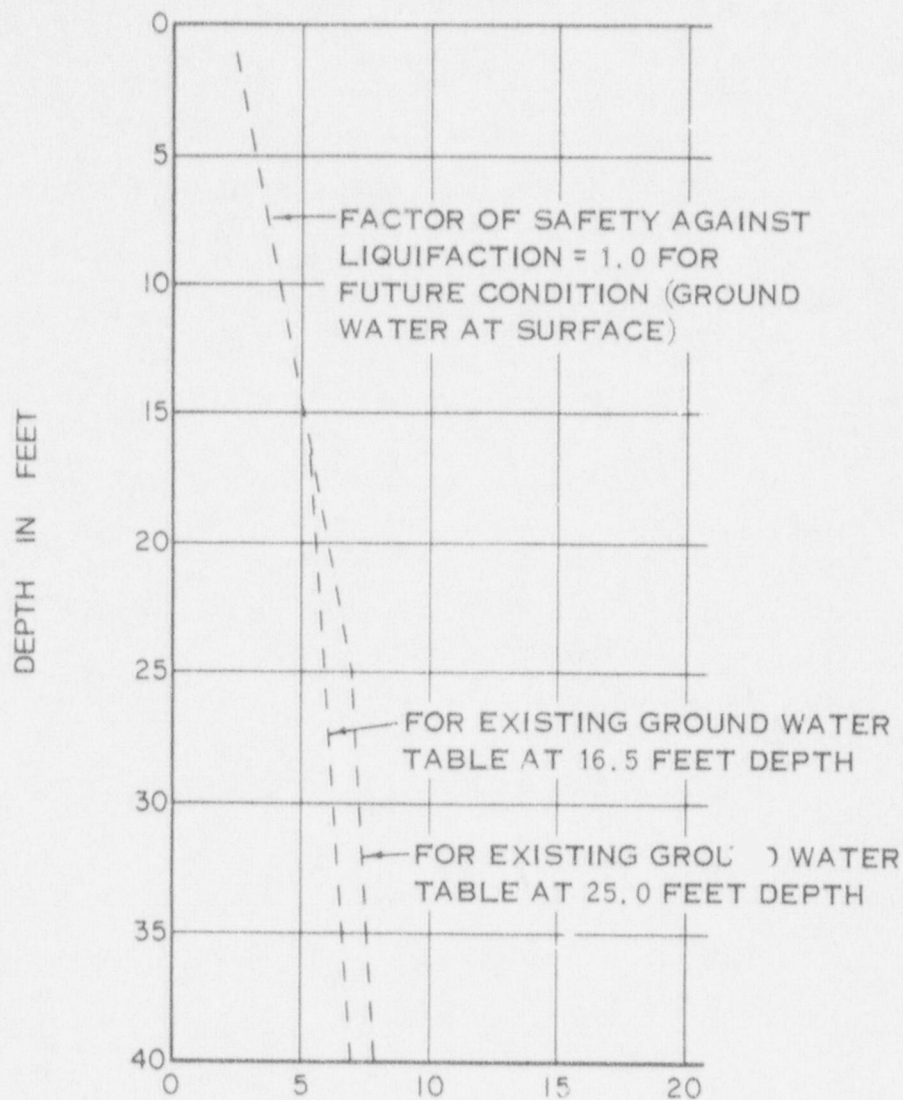 0
5
10
15
20
25
30
35
40
DEPTH IN FEET
FACTOR OF SAFETY AGAINST
LIQUIFACTION = 1.0 FOR
FUTURE CONDITION (GROUND
WATER AT SURFACE)
FOR EXISTING GROUND WATER
TABLE AT 16.5 FEET DEPTH
FOR EXISTING WATER
TABLE AT 25.0 FEET DEPTH
0 5 10 15 20